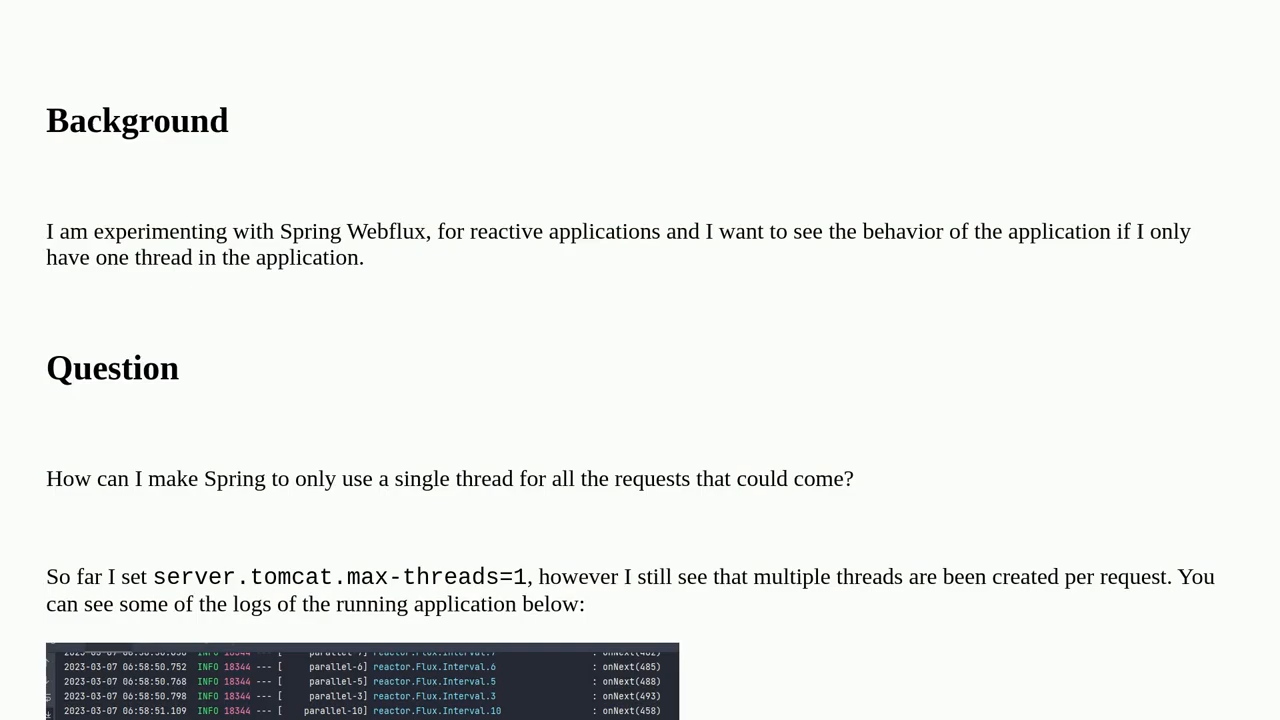 Background
I am experimenting with Spring Webflux, for reactive applications and I want to see the behavior of the application if I only
have one thread in the application.
Question
How can I make Spring to only use a single thread for all the requests that could come?
So far I set server.tomcat.max-threads=1, however I still see that multiple threads are been created per request. You
can see some of the logs of the running application below:
2023-03-07 06:58:50.752 INFO 18344 --- [ parallel-6] reactor.Flux.Interval.6 : onNext(485)
2023-03-07 06:58:50.768 INFO 18344 --- [ parallel-5] reactor.Flux.Interval.5 : onNext(488)
2023-03-07 06:58:50.798 INFO 18344 --- [ parallel-3] reactor.Flux.Interval.3 : onNext(493)
2023-03-07 06:58:51.109 INFO 18344 --- [ parallel-10] reactor.Flux.Interval.10 : onNext(458)